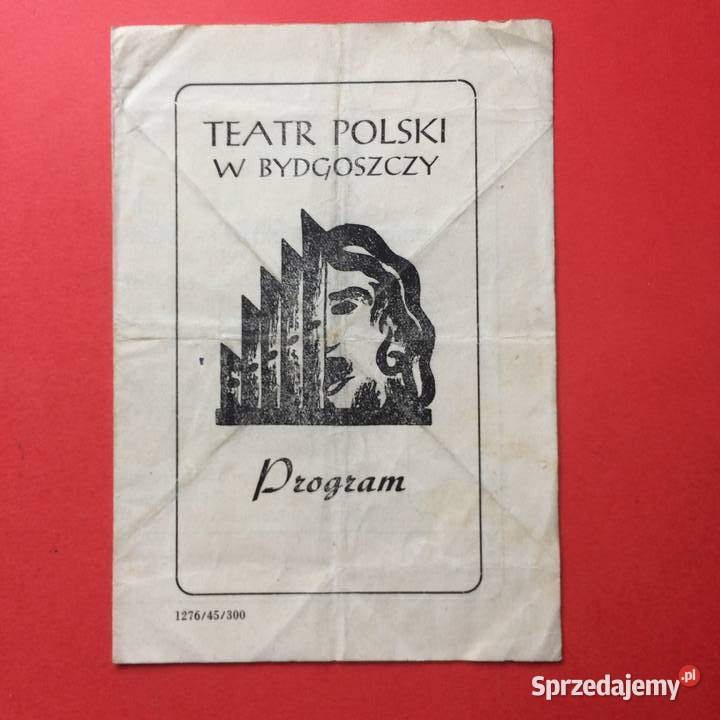 TEATR POLSKI
W BYDGOSZCZY
Program
1276/45/300
Sprzedajemy.pl